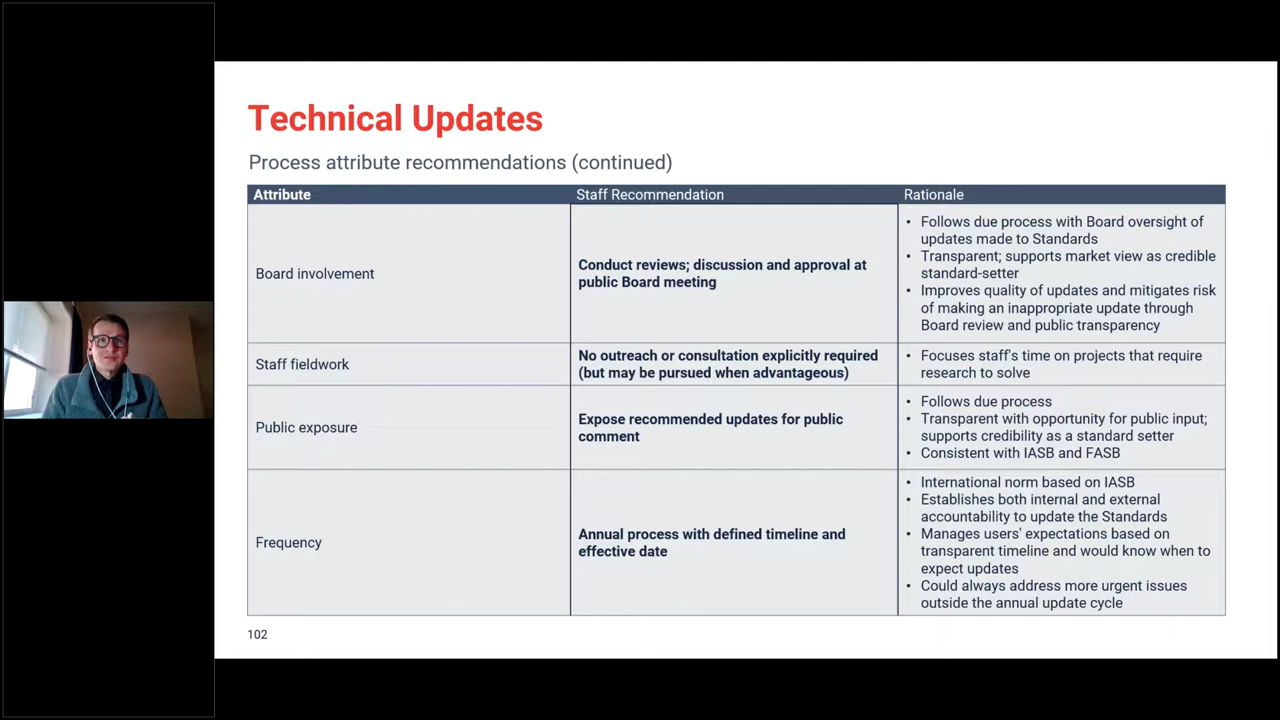 Technical Updates
Process attribute recommendations (continued)
Attribute
Staff Recommendation
Rationale
Board involvement
Conduct reviews; discussion and approval at
public Board meeting
• Follows due process with Board oversight of
updates made to Standards
• Transparent; supports market view as credible
standard-setter
• Improves quality of updates and mitigates risk
of making an inappropriate update through
Board review and public transparency
Staff fieldwork
No outreach or consultation explicitly required
(but may be pursued when advantageous)
• Focuses staff's time on projects that require
research to solve
Public exposure
Expose recommended updates for public
comment
• Follows due process
• Transparent with opportunity for public input;
supports credibility as a standard setter
• Consistent with IASB and FASB
Frequency
Annual process with defined timeline and
effective date
• International norm based on IASB
• Establishes both internal and external
accountability to update the Standards
• Manages users' expectations based on
transparent timeline and would know when to
expect updates
• Could always address more urgent issues
outside the annual update cycle
102